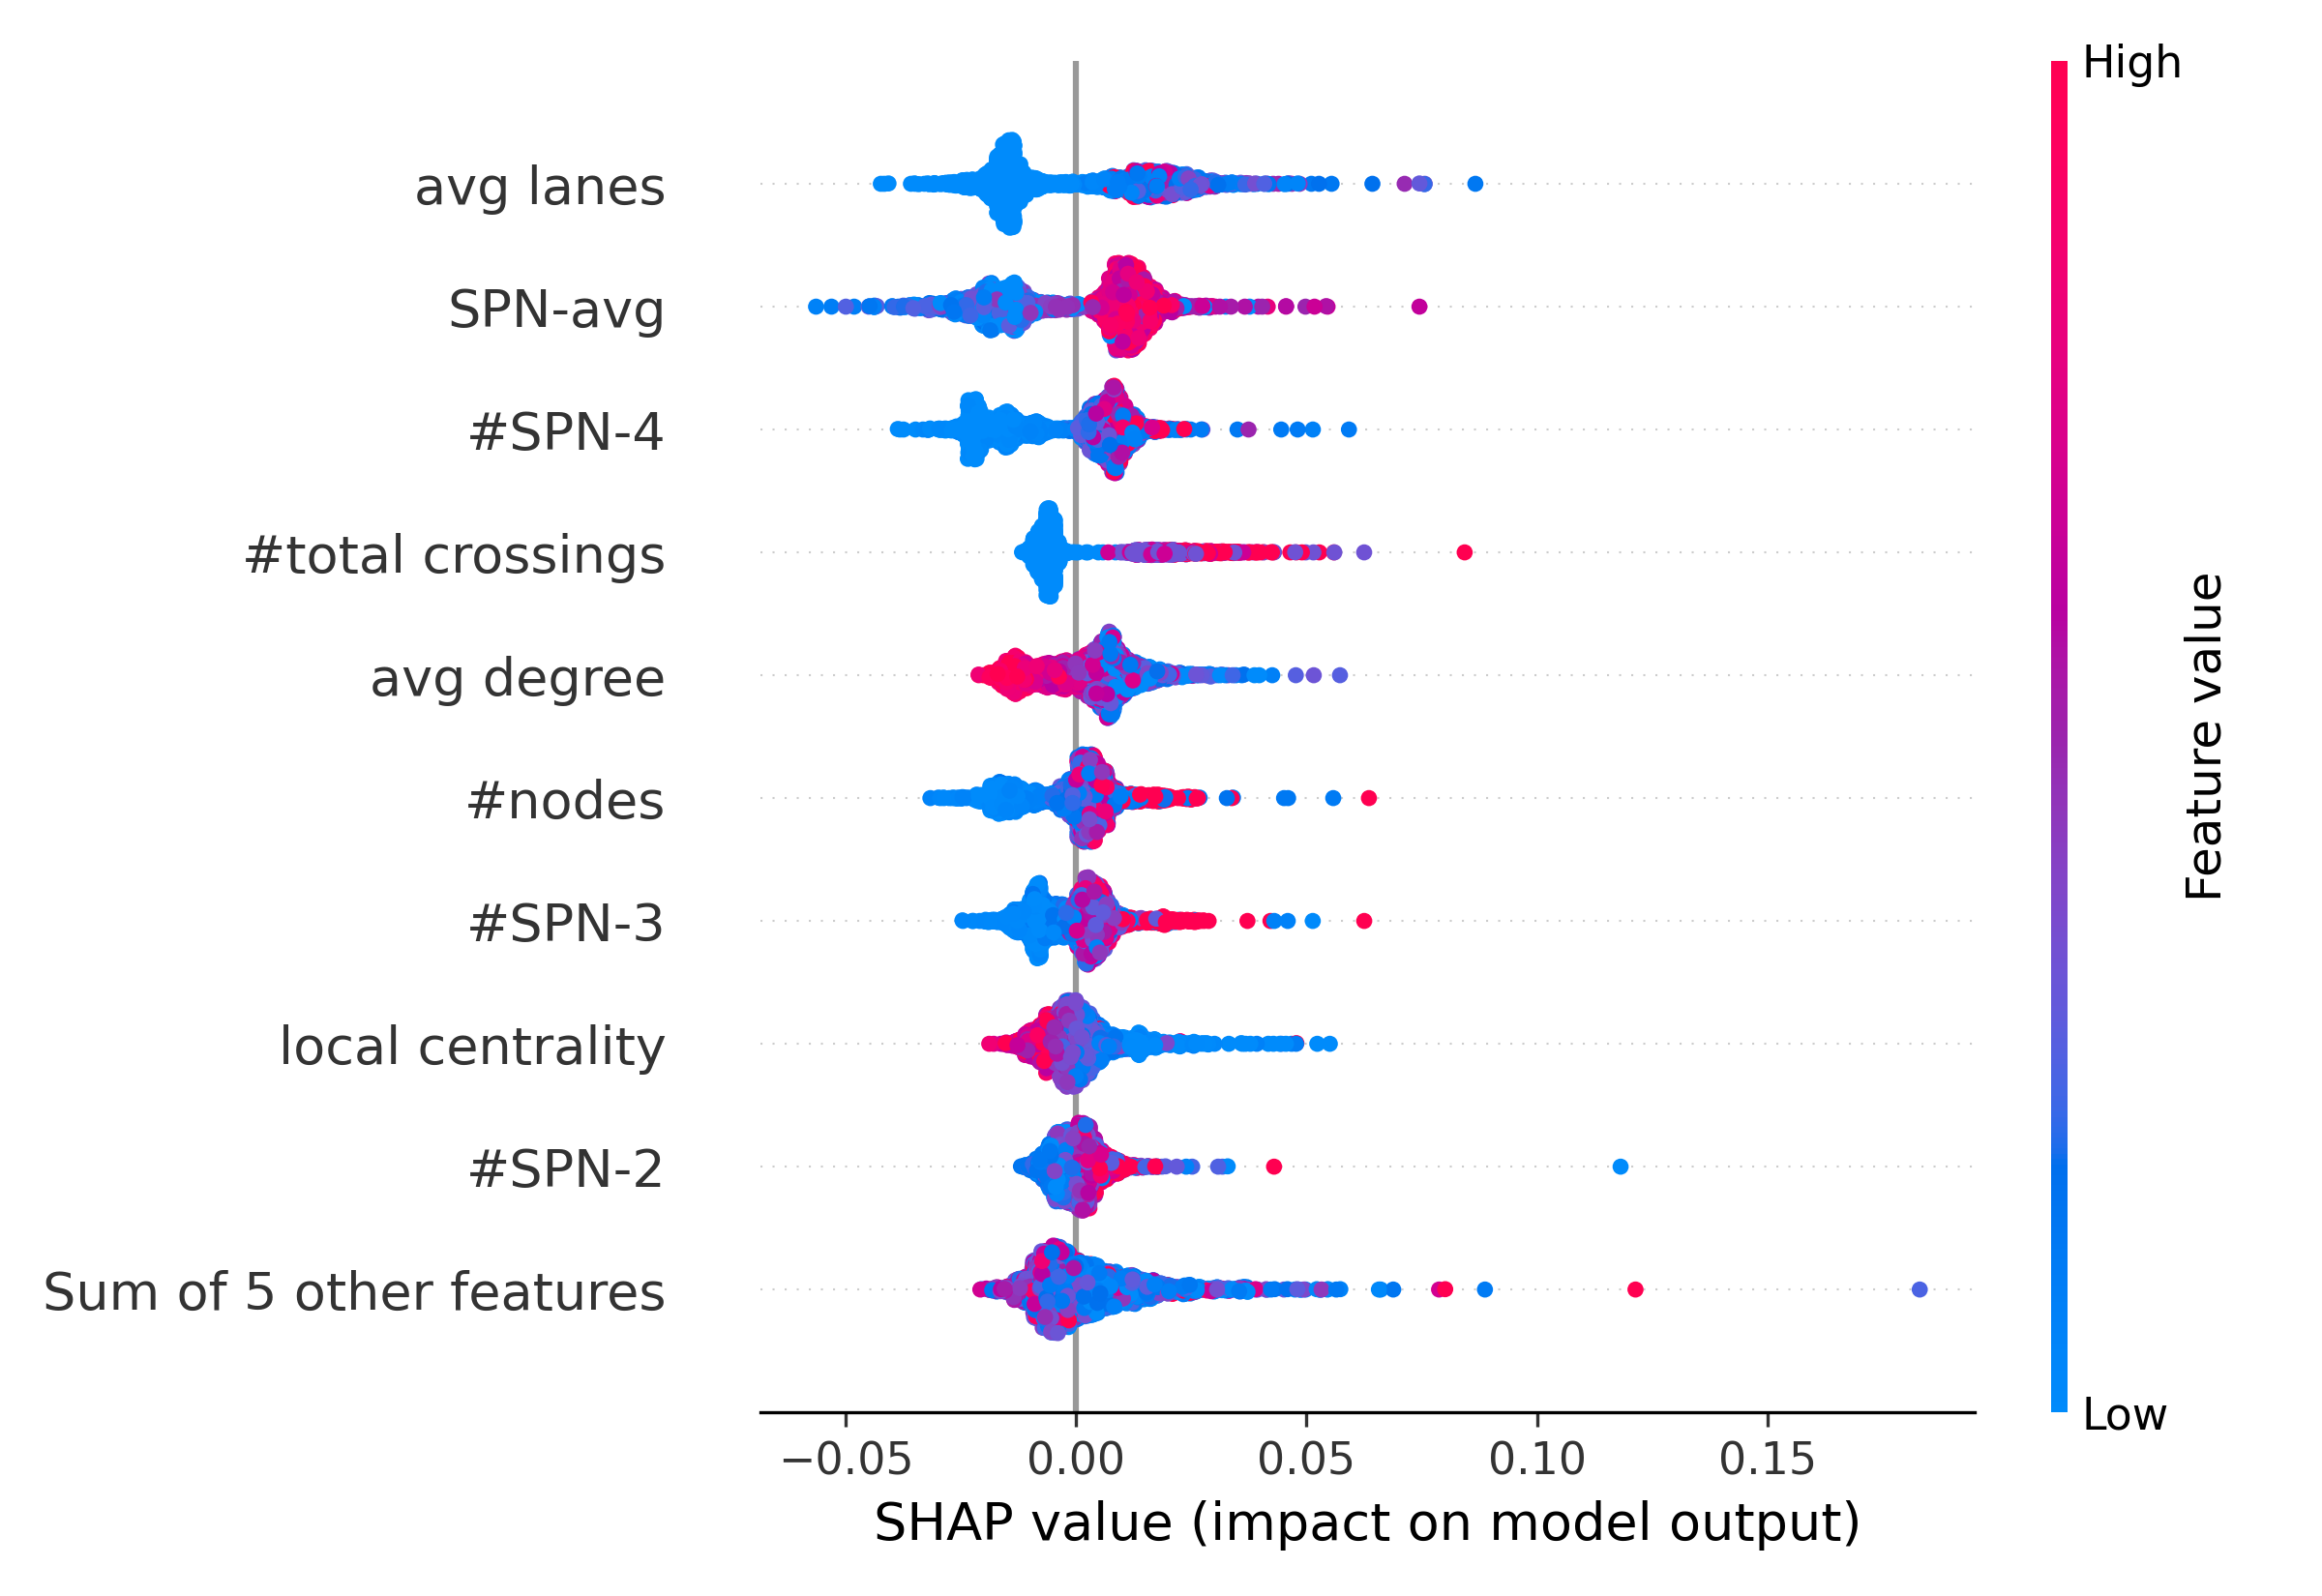 High
avg lanes
SPN-avg
#SPN-4
#total crossings
avg degree
#nodes
#SPN-3
local centrality
#SPN-2
Sum of 5 other features
Feature value
Low
−0.05 0.00 0.05 0.10 0.15
SHAP value (impact on model output)